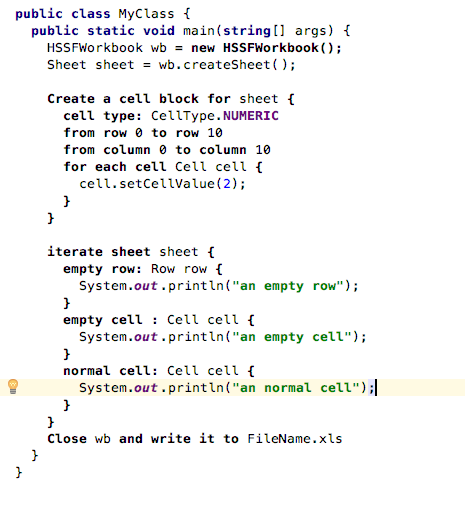 public class MyClass {
public static void main(string[] args) {
HSSFWorkbook wb = new HSSFWorkbook();
Sheet sheet = wb.createSheet();
Create a cell block for sheet {
cell type: CellType.NUMERIC
from row 0 to row 10
from column 0 to column 10
for each cell Cell cell {
cell.setCellValue(2);
}
}
iterate sheet sheet {
empty row: Row row {
System.out.println("an empty row");
}
empty cell : Cell cell {
System.out.println("an empty cell");
}
normal cell: Cell cell {
System.out.println("an normal cell");
}
}
Close wb and write it to FileName.xls
}
}